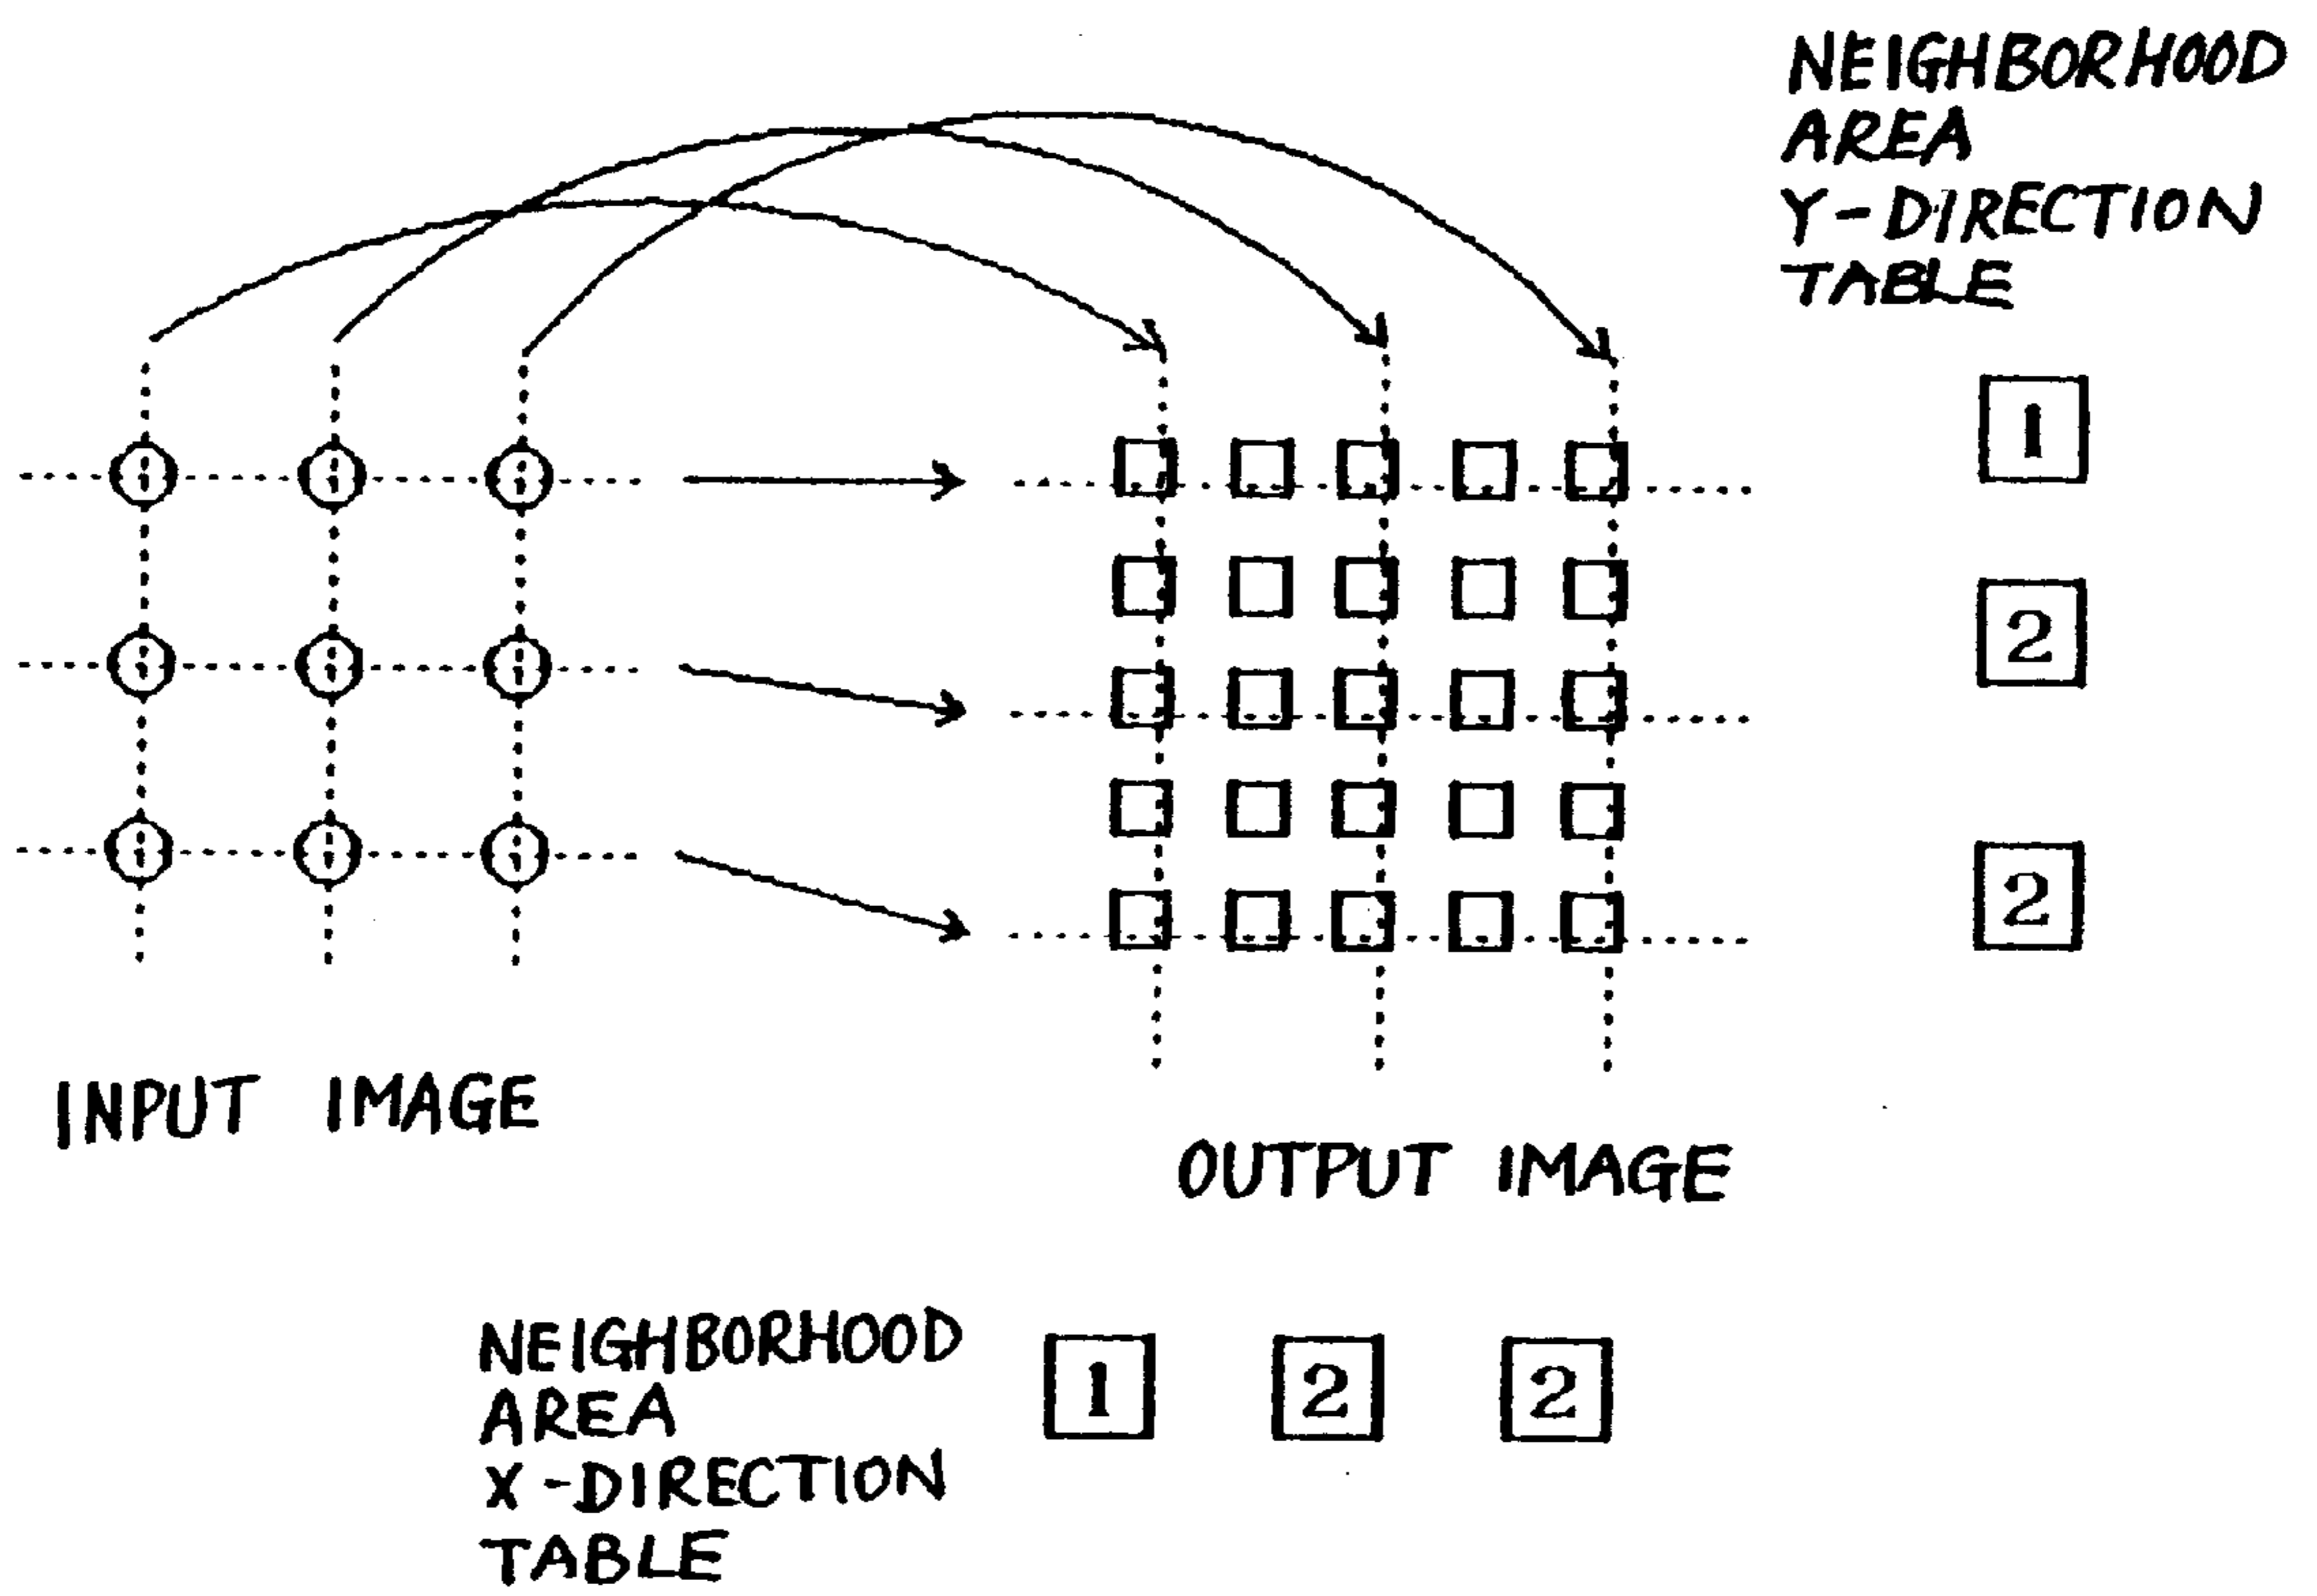 NEIGHBORHOOD
AREA
Y-DIRECTION
TABLE
1
2
2
INPUT IMAGE
OUTPUT IMAGE
NEIGHBORHOOD
AREA
X-DIRECTION
TABLE
1 2 2